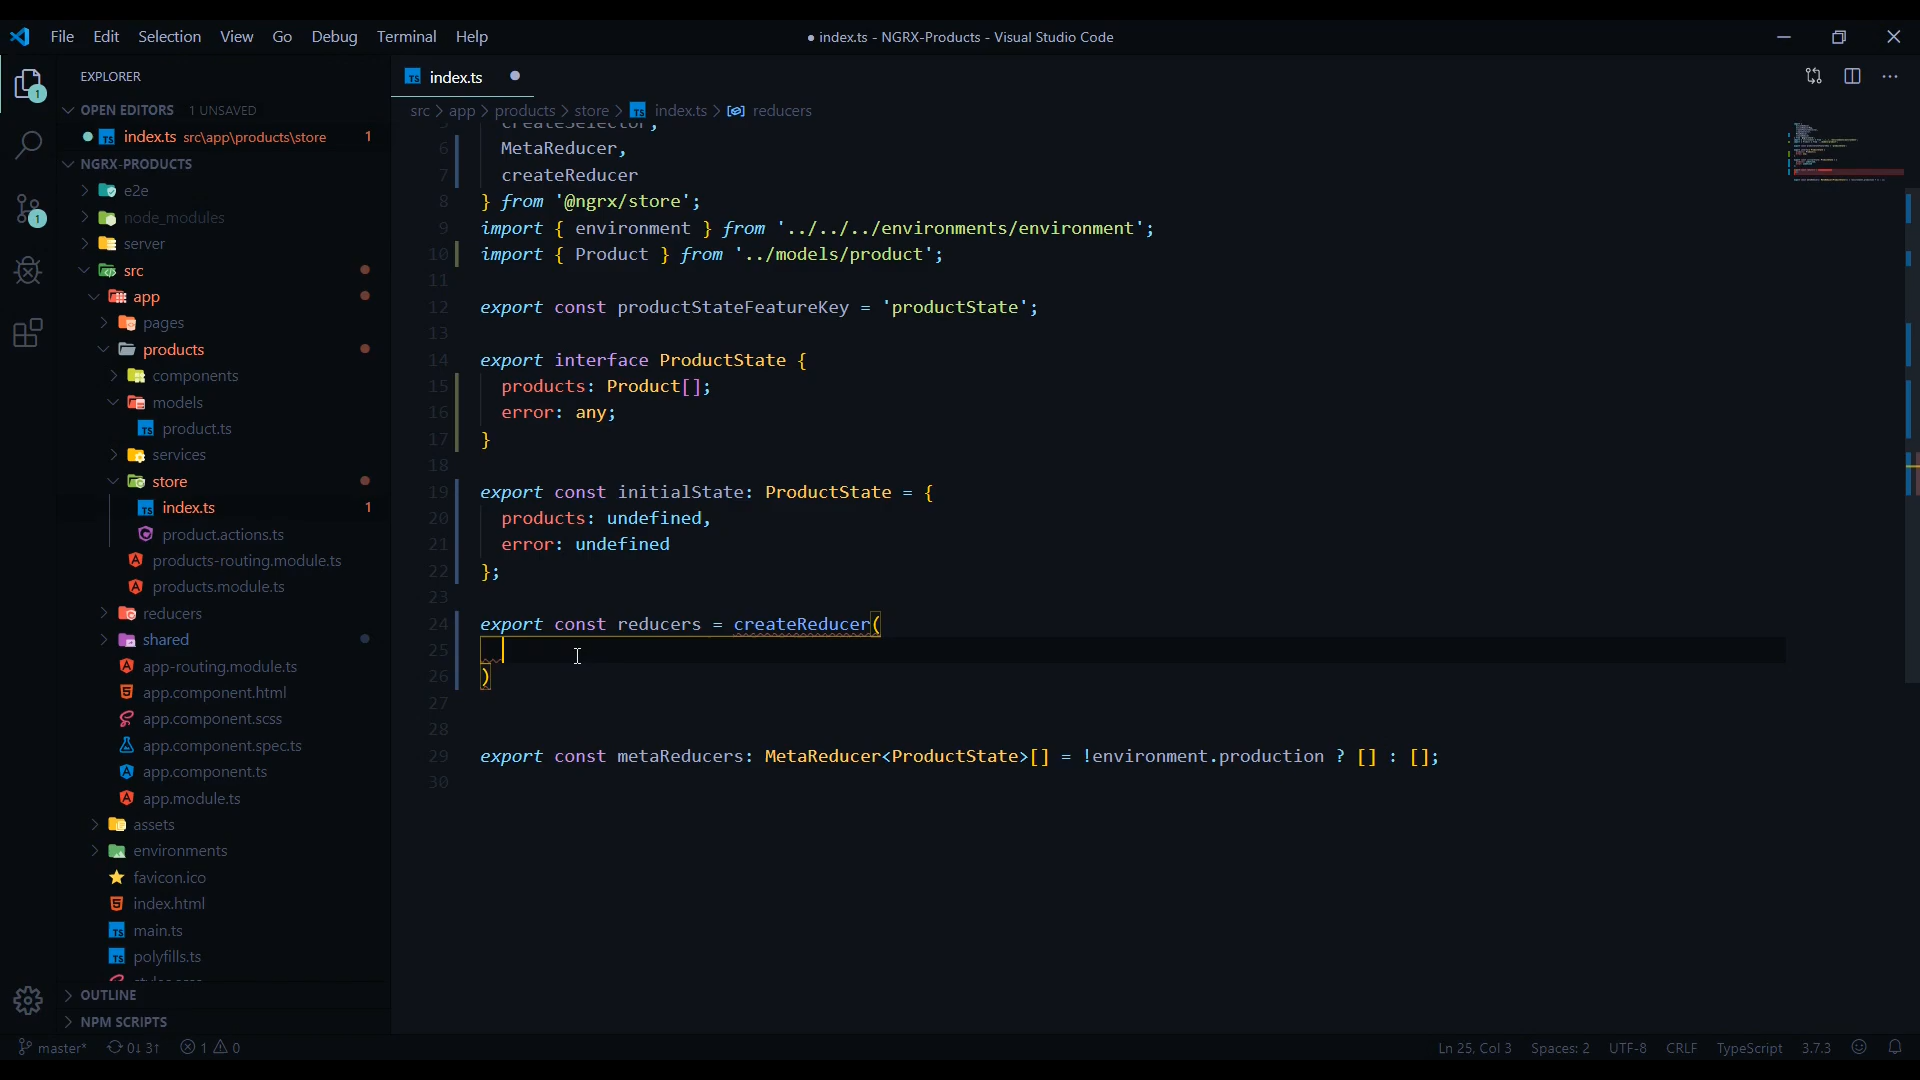 File Edit Selection View Go Debug Terminal Help
● index.ts - NGRX-Products - Visual Studio Code
EXPLORER
OPEN EDITORS 1 UNSAVED
index.ts src\app\products\store 1
NGRX-PRODUCTS
e2e
node_modules
server
src
app
pages
products
components
models
product.ts
services
store
index.ts 1
product.actions.ts
products-routing.module.ts
products.module.ts
reducers
shared
app-routing.module.ts
app.component.html
app.component.scss
app.component.spec.ts
app.component.ts
app.module.ts
assets
environments
favicon.ico
index.html
main.ts
polyfills.ts
OUTLINE
NPM SCRIPTS
index.ts
src > app > products > store > index.ts > reducers
createSelector,
6 MetaReducer,
7 createReducer
8 } from '@ngrx/store';
9 import { environment } from '../../../environments/environment';
10 import { Product } from '../models/product';
11
12 export const productStateFeatureKey = 'productState';
13
14 export interface ProductState {
15 products: Product[];
16 error: any;
17 }
18
19 export const initialState: ProductState = {
20 products: undefined,
21 error: undefined
22 };
23
24 export const reducers = createReducer(
25
26 )
27
28
29 export const metaReducers: MetaReducer<ProductState>[] = !environment.production ? [] : [];
30
master* 0↓ 3↑ 1 0
Ln 25, Col 3 Spaces: 2 UTF-8 CRLF TypeScript 3.7.3